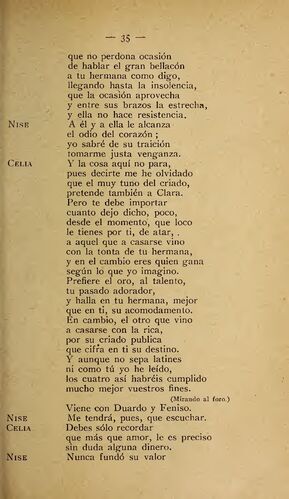 — 35 —
que no perdona ocasión
de hablar el gran bellacón
a tu hermana como digo,
llegando hasta la insolencia,
que la ocasión aprovecha
y entre sus brazos la estrecha,
y ella no hace resistencia.
NISE A él y a ella le alcanza
el odio del corazón ;
yo sabré de su traición
tomarme justa venganza.
CELIA Y la cosa aquí no para,
pues decirte me he olvidado
que el muy tuno del criado,
pretende también a Clara.
Pero te debe importar
cuanto dejo dicho, poco,
desde el momento, que loco
le tienes por ti, de atar, .
a aquel que a casarse vino
con la tonta de tu hermana,
y en el cambio eres quien gana
según lo que yo imagino.
Prefiere el oro, al talento,
tu pasado adorador,
y halla en tu hermana, mejor
que en ti, su acomodamento.
En cambio, el otro que vino
a casarse con la rica,
por su criado publica
que cifra en ti su destino.
Y aunque no sepa latines
ni como tú yo he leído,
los cuatro así habréis cumplido
mucho mejor vuestros fines.
(Mirando al foro.)
Viene con Duardo y Feniso.
NISE Me tendrá, pues, que escuchar.
CELIA Debes sólo recordar
que más que amor, le es preciso
sin duda alguna dinero.
NISE Nunca fundó su valor